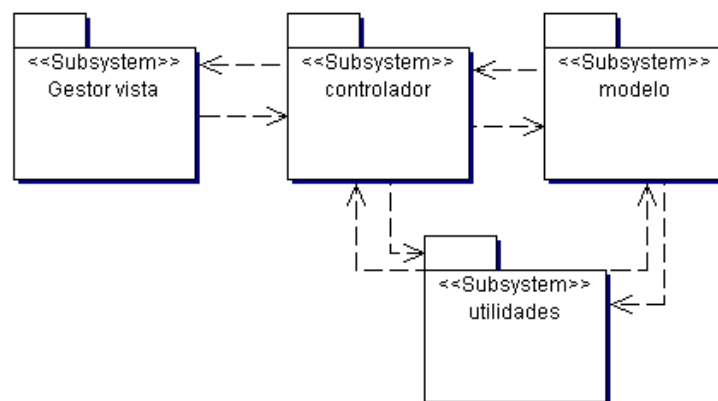 <<Subsystem>>
Gestor vista
<<Subsystem>>
controlador
<<Subsystem>>
modelo
<<Subsystem>>
utilidades